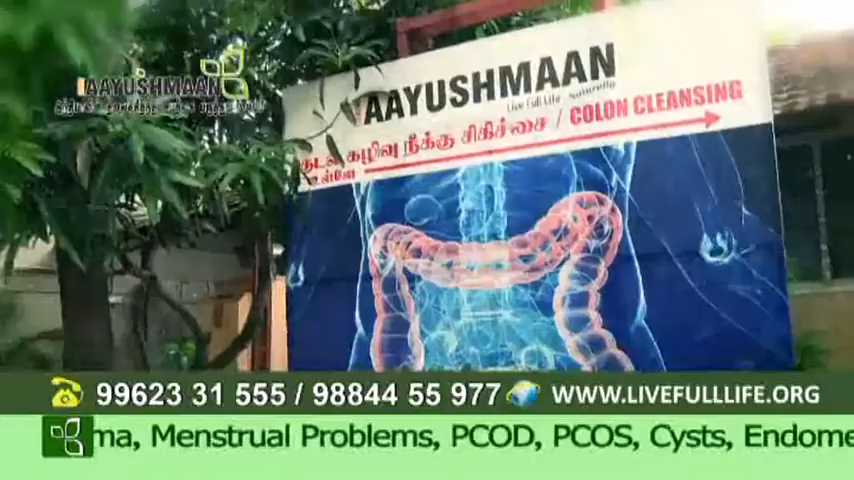 AAYUSHMAAN
AAYUSHMAAN
Live Full Life - Naturally
குடல் கழிவு நீக்கு சிகிச்சை / COLON CLEANSING
உள்ளே
99623 31 555 / 98844 55 977
WWW.LIVEFULLLIFE.ORG
ma, Menstrual Problems, PCOD, PCOS, Cysts, Endome